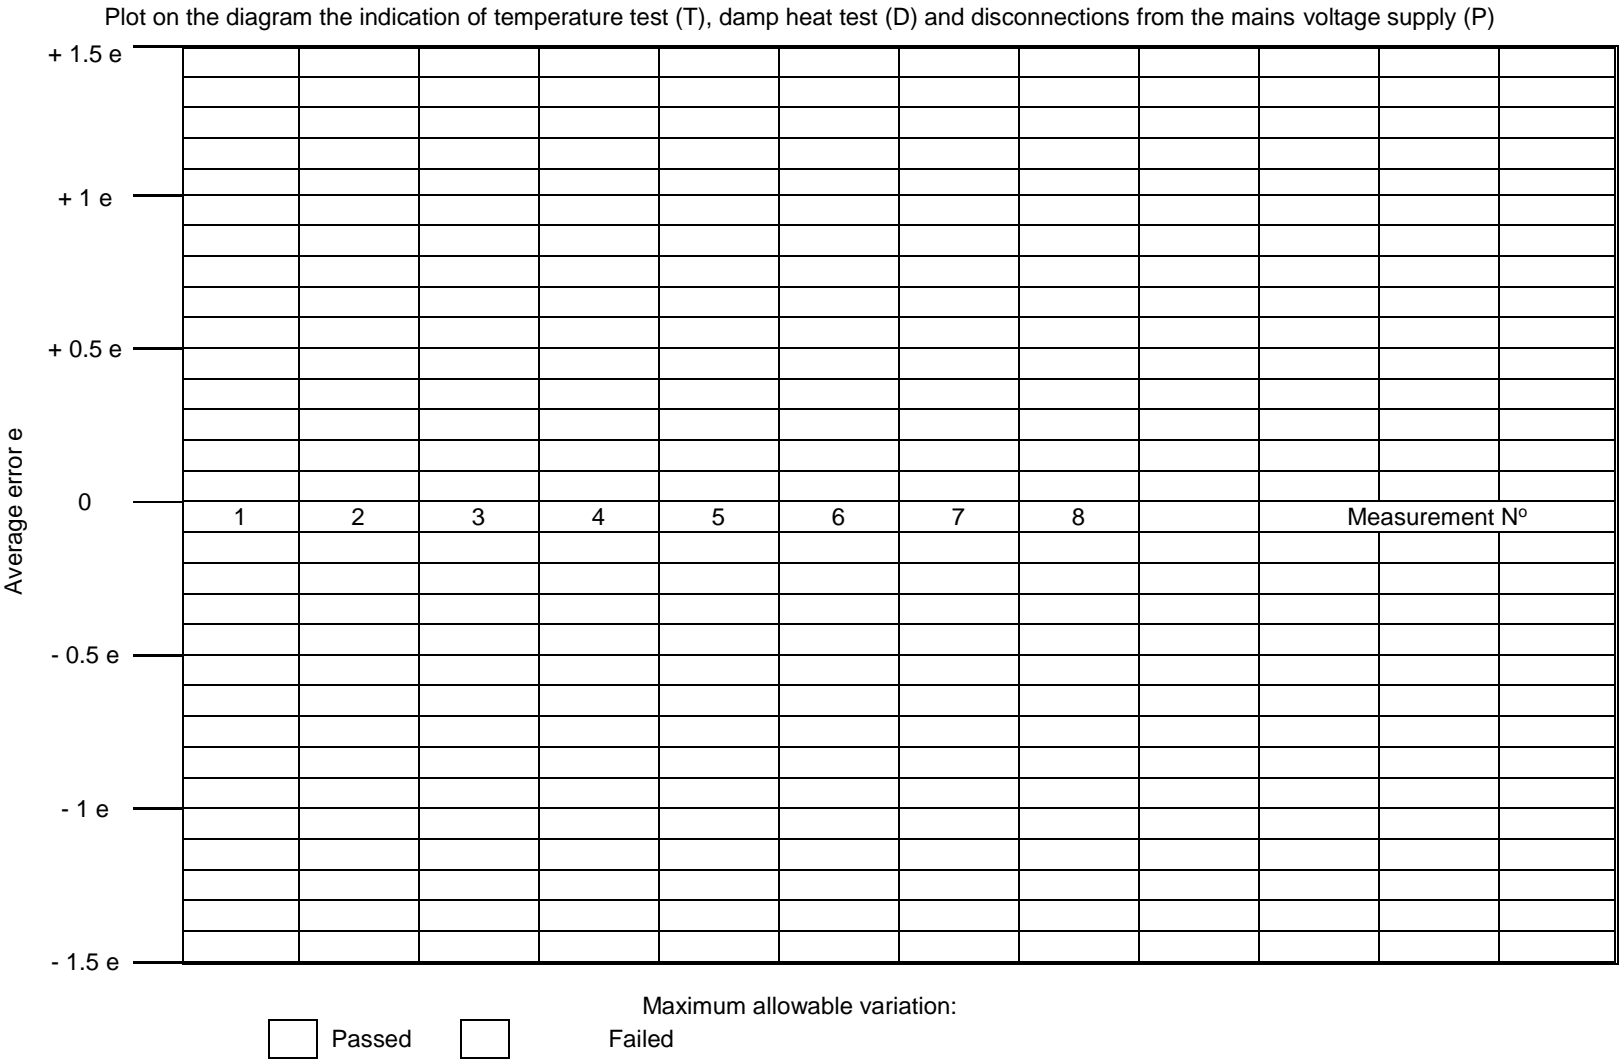 Plot on the diagram the indication of temperature test (T), damp heat test (D) and disconnections from the mains voltage supply (P)
+ 1.5 e
+ 1 e
+ 0.5 e
Average error e
0
1 2 3 4 5 6 7 8 Measurement Nº
- 0.5 e
- 1 e
- 1.5 e
Maximum allowable variation:
Passed Failed